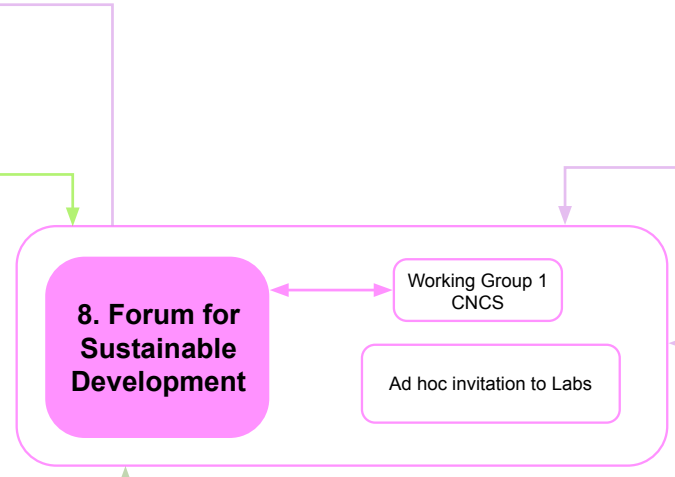 8. Forum for
Sustainable
Development
Working Group 1
CNCS
Ad hoc invitation to Labs